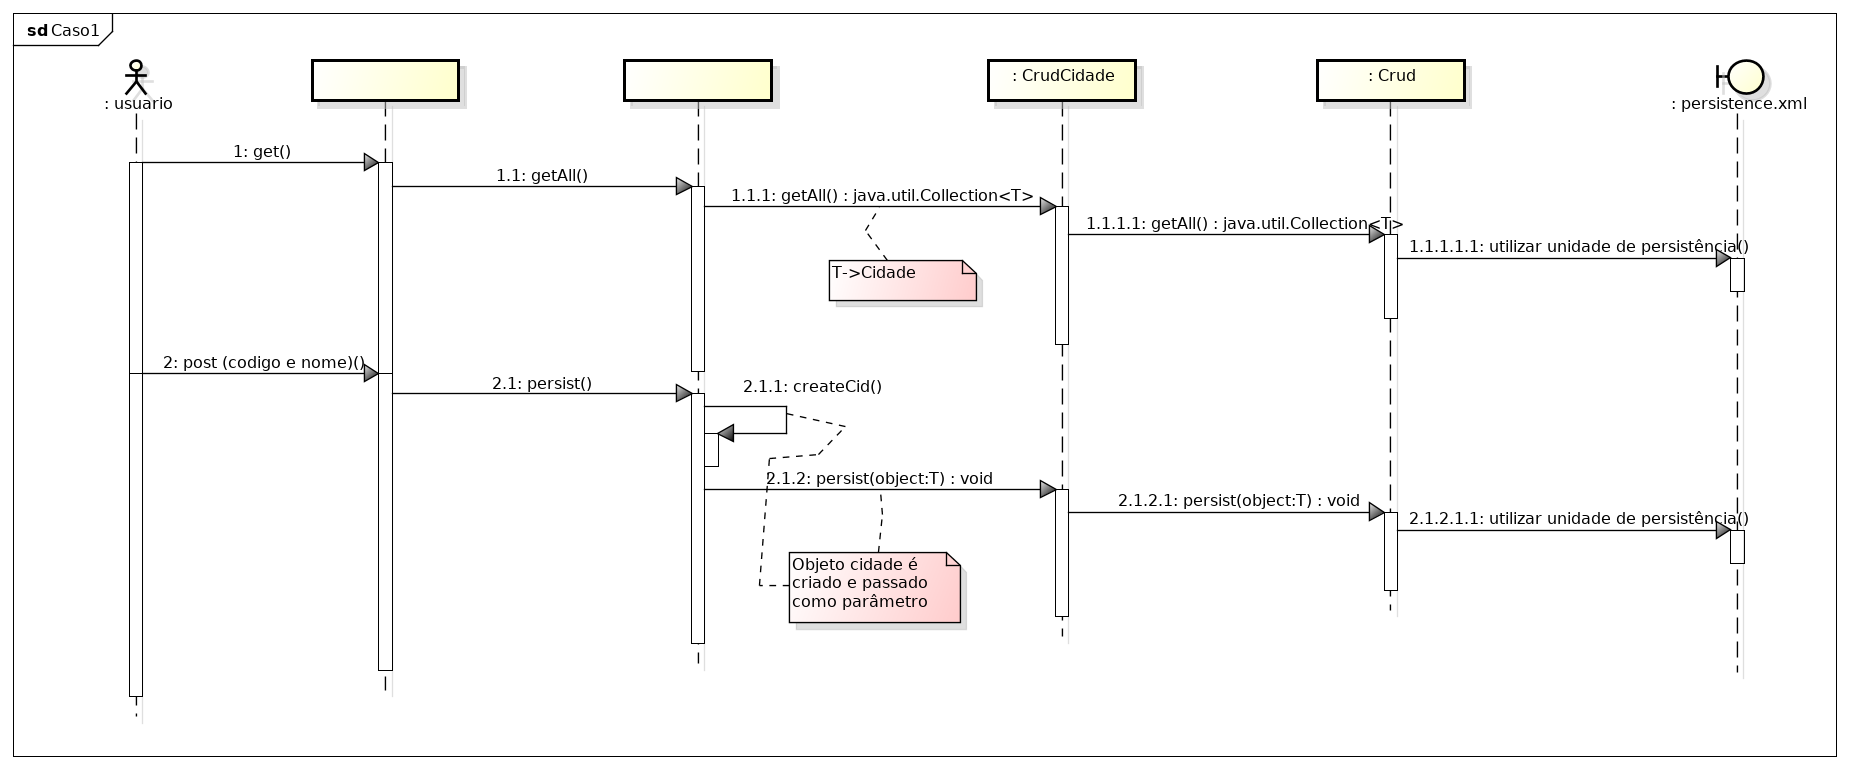 sd Caso1
: usuario
: CrudCidade
: Crud
: persistence.xml
1: get()
1.1: getAll()
1.1.1: getAll() : java.util.Collection<T>
1.1.1.1: getAll() : java.util.Collection<T>
1.1.1.1.1: utilizar unidade de persistência()
T->Cidade
2: post (codigo e nome)()
2.1: persist()
2.1.1: createCid()
2.1.2: persist(object:T) : void
2.1.2.1: persist(object:T) : void
2.1.2.1.1: utilizar unidade de persistência()
Objeto cidade é
criado e passado
como parâmetro